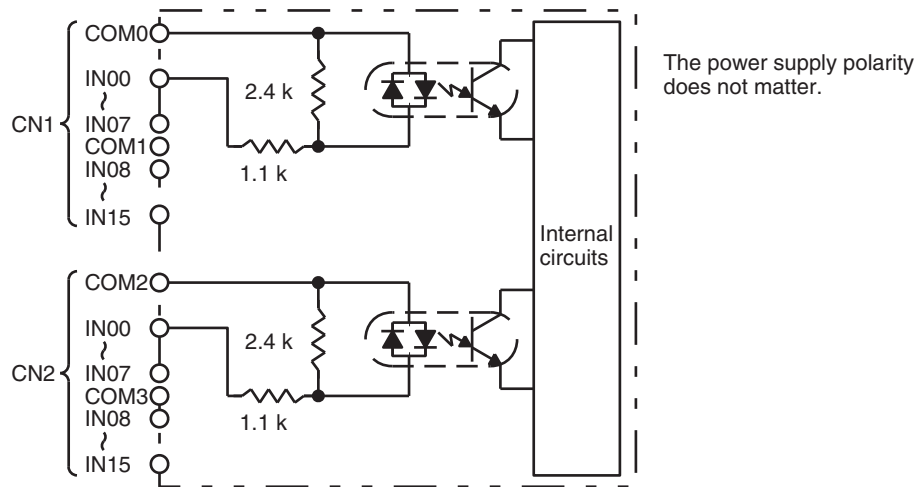 COM0
IN00
IN07
COM1
IN08
IN15
CN1
2.4 k
1.1 k
The power supply polarity
does not matter.
Internal
circuits
COM2
IN00
IN07
COM3
IN08
IN15
CN2
2.4 k
1.1 k